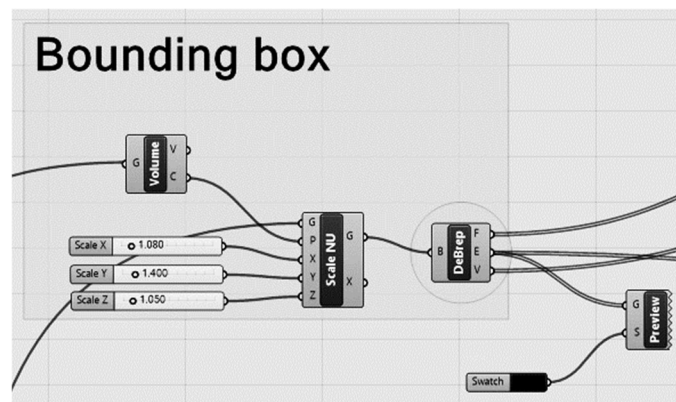 Bounding box
V
G
Volume
C
G
G
P
Scale NU
X
Y
Z
X
Scale X
1.080
Scale Y
1.400
Scale Z
1.050
B
DeBrep
F
E
V
G
Preview
S
Swatch